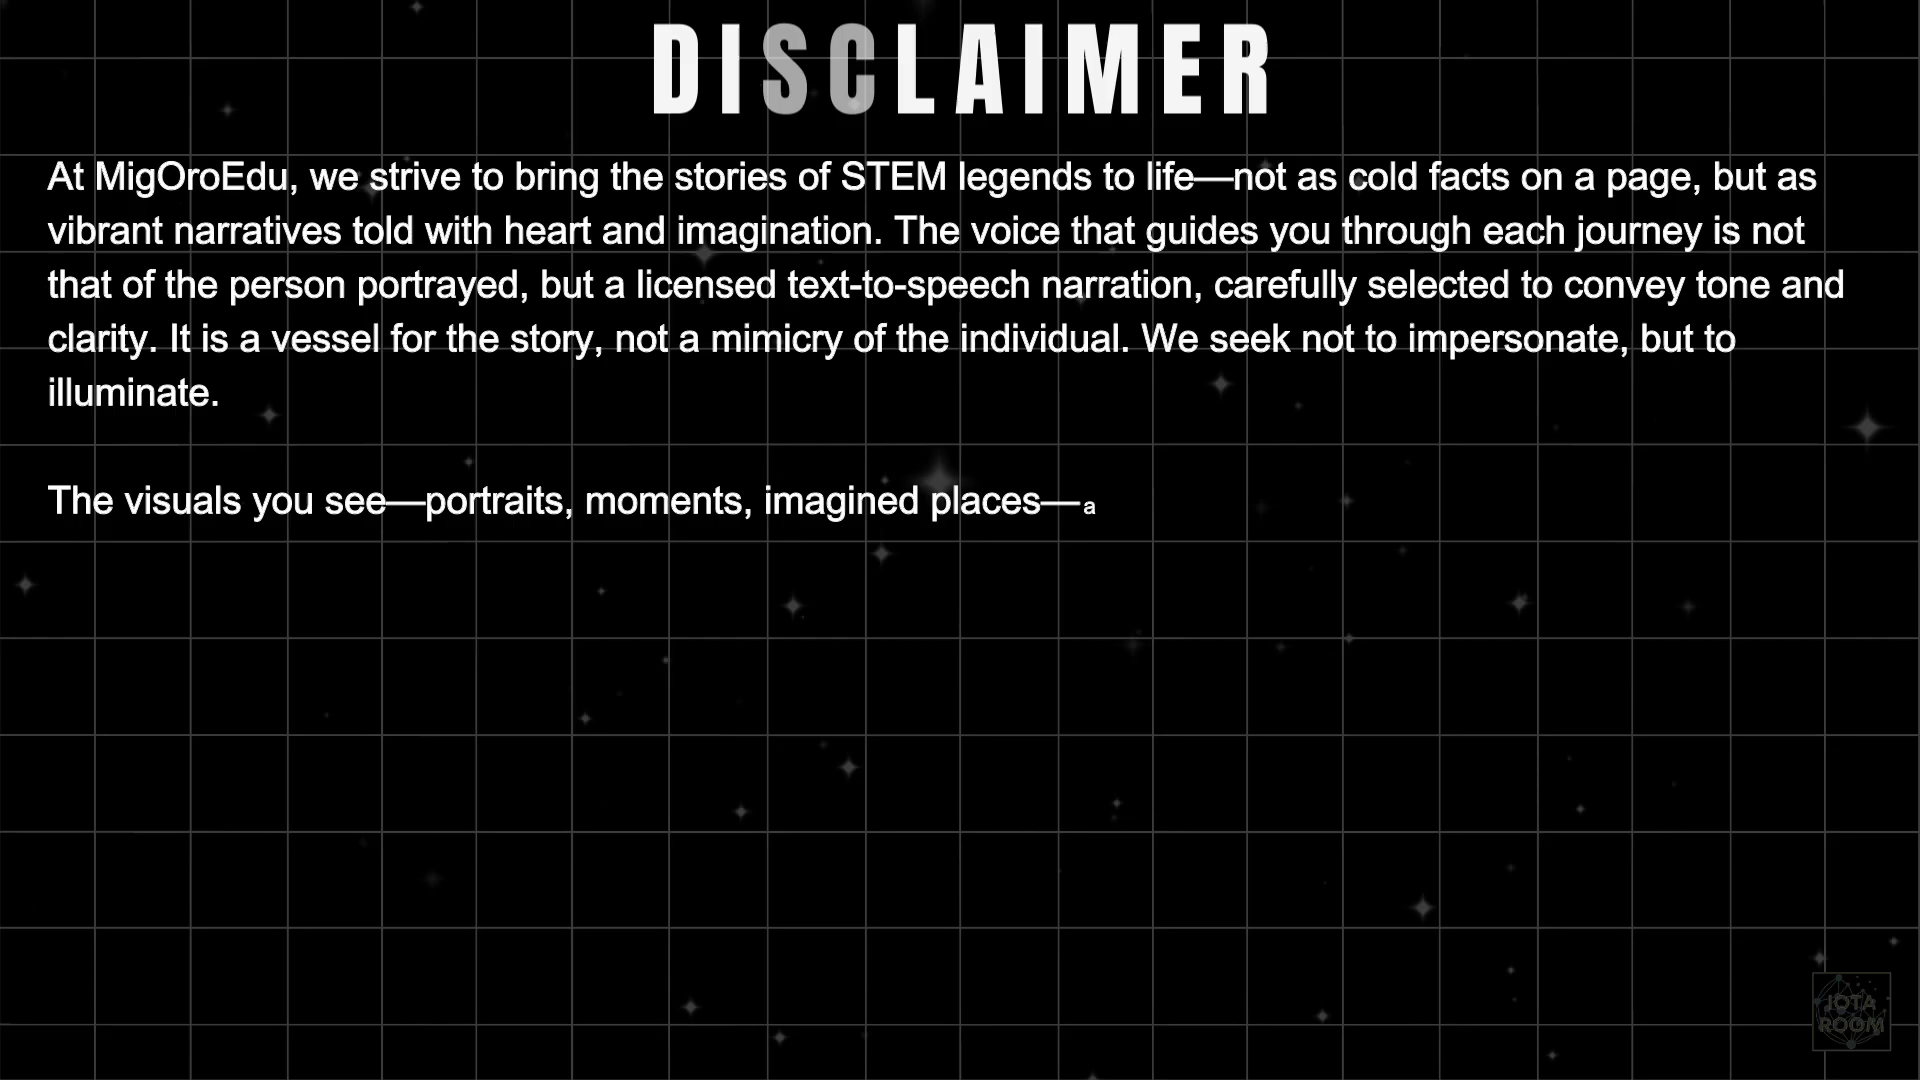 DISCLAIMER
At MigOroEdu, we strive to bring the stories of STEM legends to life—not as cold facts on a page, but as
vibrant narratives told with heart and imagination. The voice that guides you through each journey is not
that of the person portrayed, but a licensed text-to-speech narration, carefully selected to convey tone and
clarity. It is a vessel for the story, not a mimicry of the individual. We seek not to impersonate, but to
illuminate.
The visuals you see—portraits, moments, imagined places—a
IOTA
ROOM